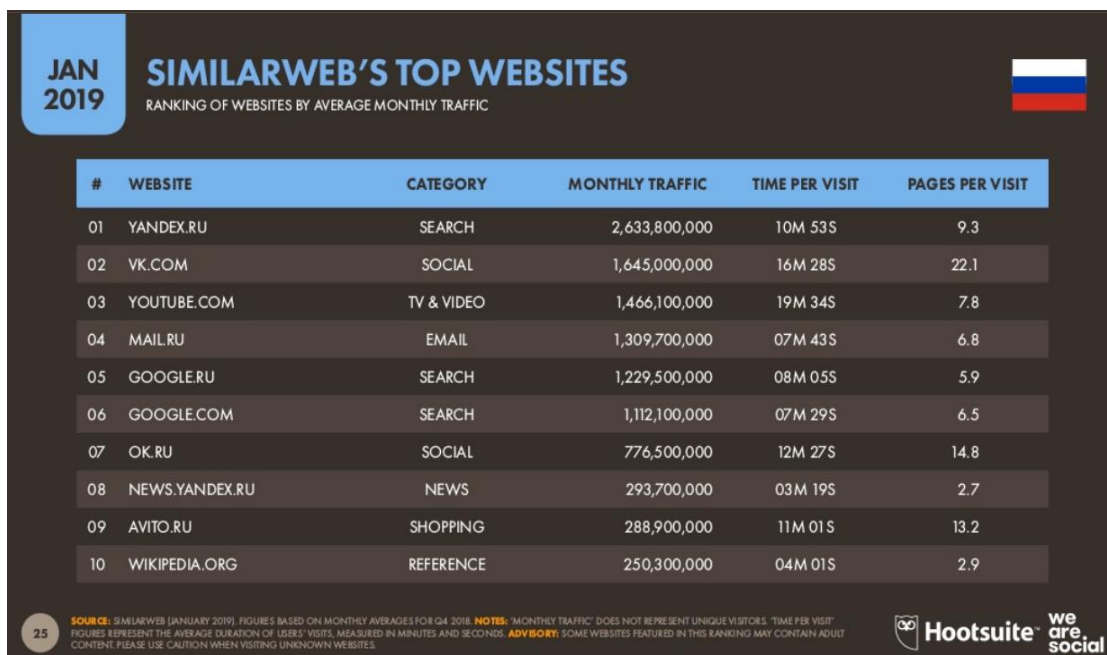 JAN
2019
SIMILARWEB'S TOP WEBSITES
RANKING OF WEBSITES BY AVERAGE MONTHLY TRAFFIC
# WEBSITE CATEGORY MONTHLY TRAFFIC TIME PER VISIT PAGES PER VISIT
01 YANDEX.RU SEARCH 2,633,800,000 10M 53S 9.3
02 VK.COM SOCIAL 1,645,000,000 16M 28S 22.1
03 YOUTUBE.COM TV & VIDEO 1,466,100,000 19M 34S 7.8
04 MAIL.RU EMAIL 1,309,700,000 07M 43S 6.8
05 GOOGLE.RU SEARCH 1,229,500,000 08M 05S 5.9
06 GOOGLE.COM SEARCH 1,112,100,000 07M 29S 6.5
07 OK.RU SOCIAL 776,500,000 12M 27S 14.8
08 NEWS.YANDEX.RU NEWS 293,700,000 03M 19S 2.7
09 AVITO.RU SHOPPING 288,900,000 11M 01S 13.2
10 WIKIPEDIA.ORG REFERENCE 250,300,000 04M 01S 2.9
25
SOURCE: SIMILARWEB (JANUARY 2019). FIGURES BASED ON MONTHLY AVERAGES FOR Q4 2018. NOTES: 'MONTHLY TRAFFIC' DOES NOT REPRESENT UNIQUE VISITORS. 'TIME PER VISIT'
FIGURES REPRESENT THE AVERAGE DURATION OF USERS' VISITS, MEASURED IN MINUTES AND SECONDS. ADVISORY: SOME WEBSITES FEATURED IN THIS RANKING MAY CONTAIN ADULT
CONTENT. PLEASE USE CAUTION WHEN VISITING UNKNOWN WEBSITES.
Hootsuite™
we
are.
social